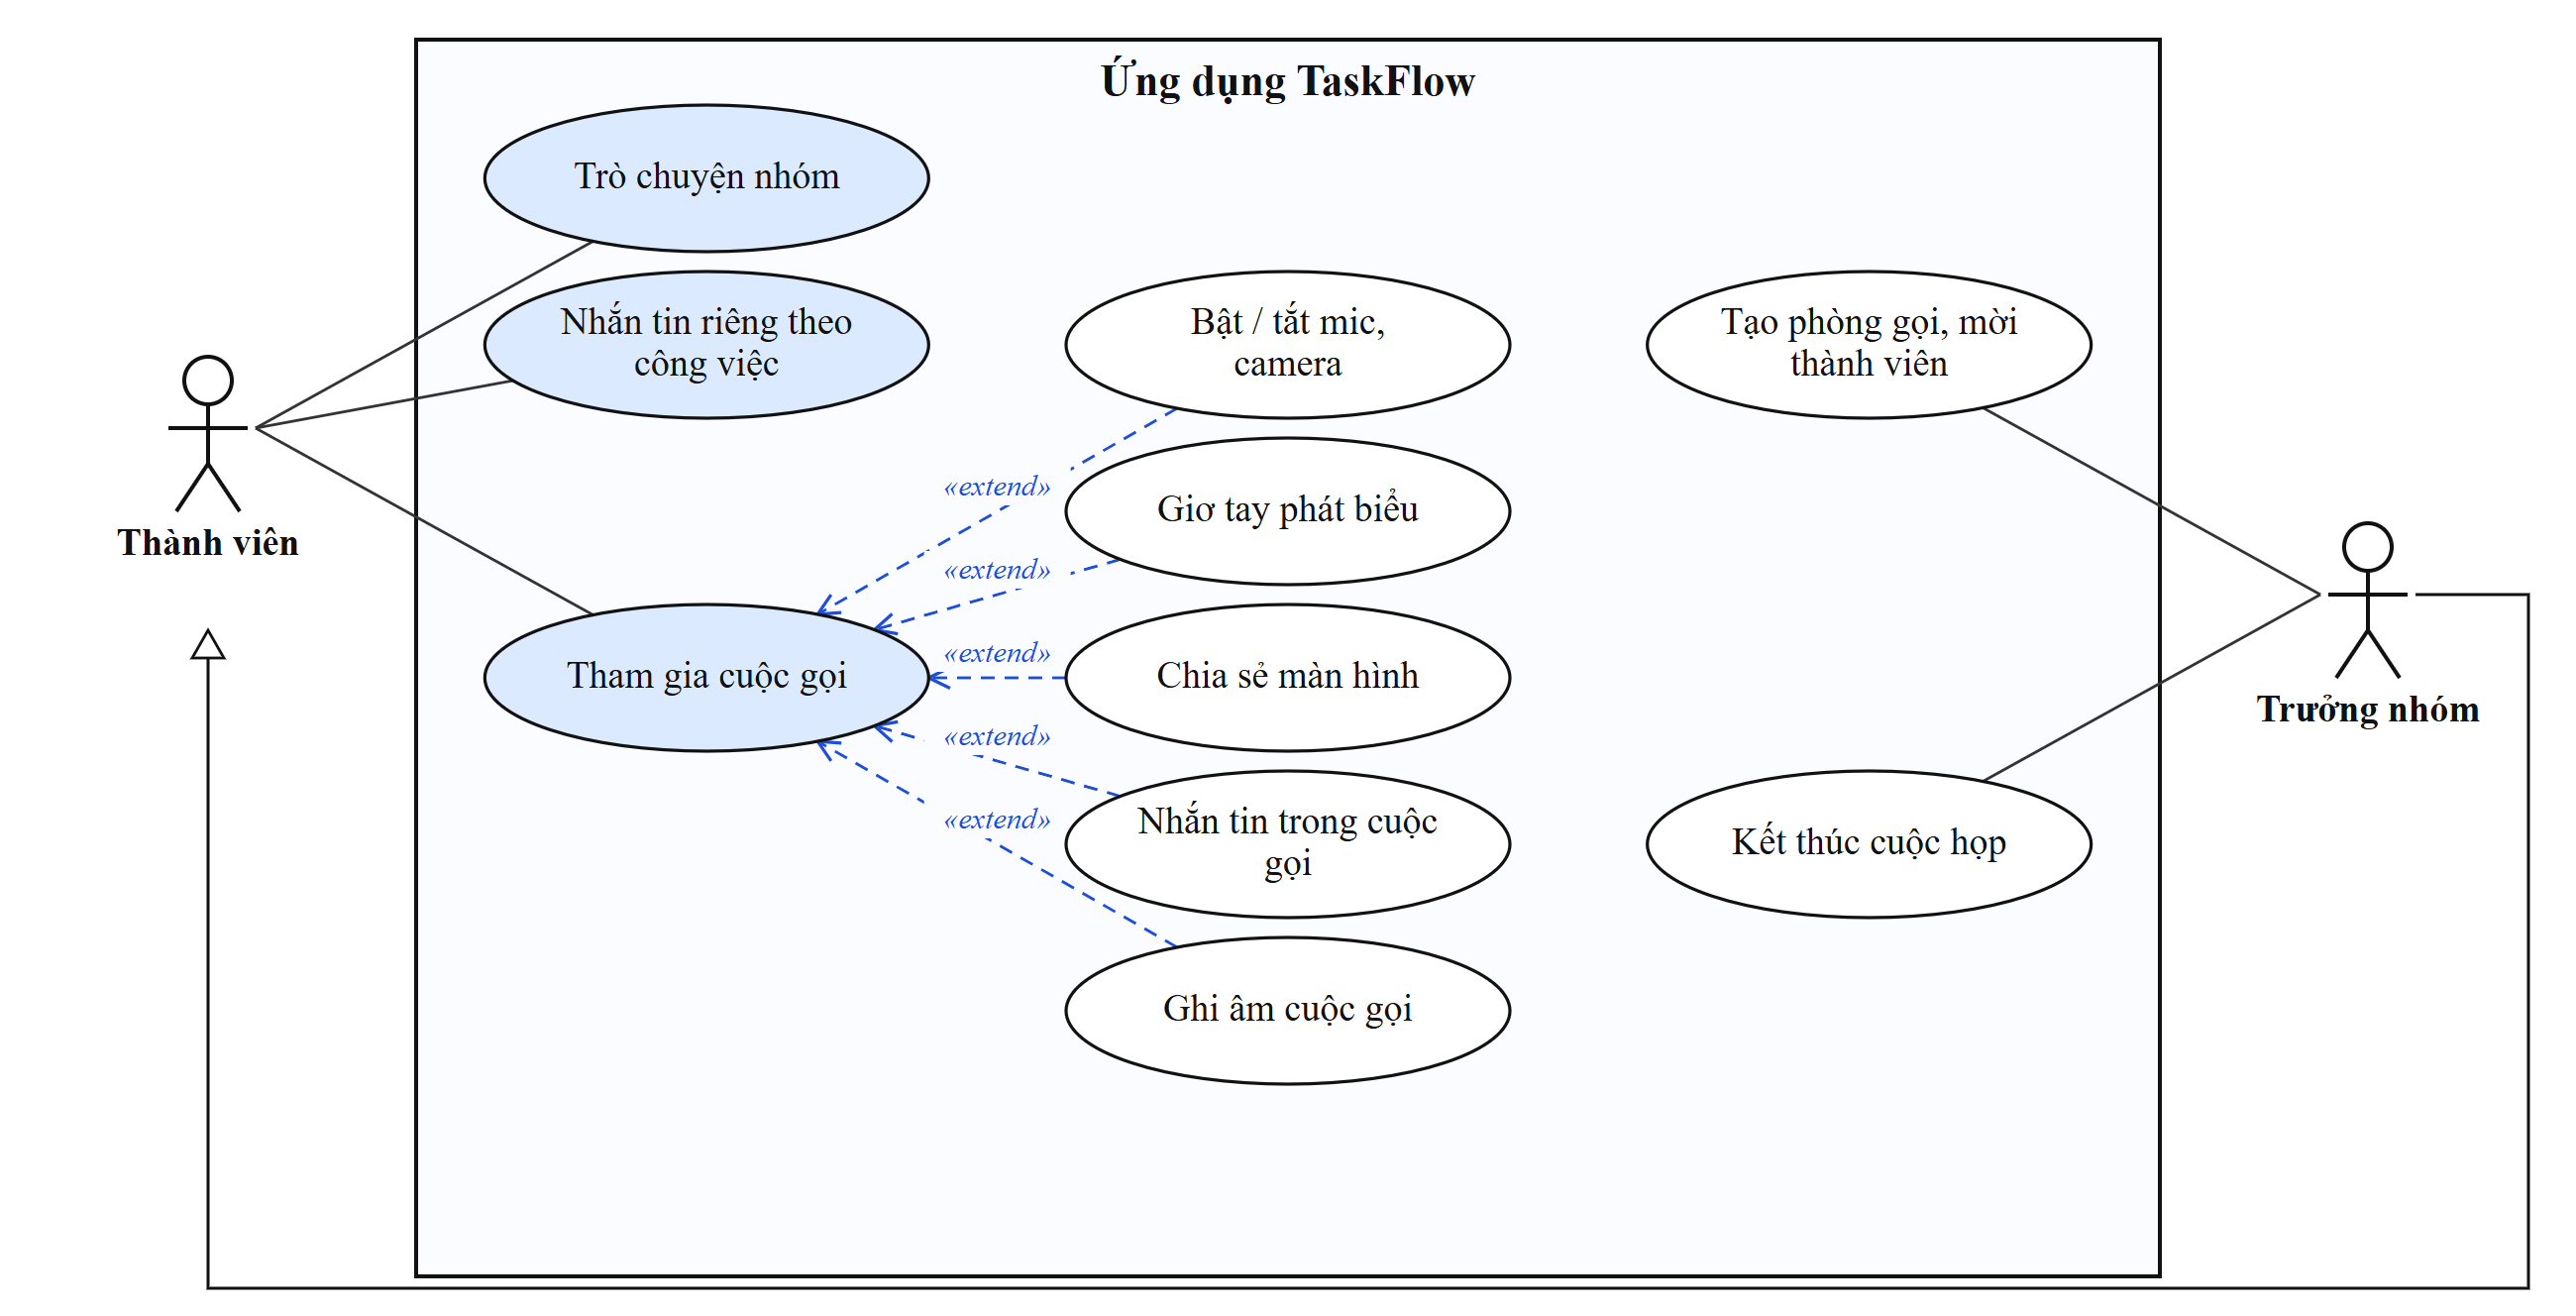 Ứng dụng TaskFlow
Trò chuyện nhóm
Nhắn tin riêng theo
công việc
Bật / tắt mic,
camera
Tạo phòng gọi, mời
thành viên
«extend»
Giơ tay phát biểu
Thành viên
«extend»
«extend»
Tham gia cuộc gọi
Chia sẻ màn hình
Trưởng nhóm
«extend»
«extend»
Nhắn tin trong cuộc
gọi
Kết thúc cuộc họp
Ghi âm cuộc gọi